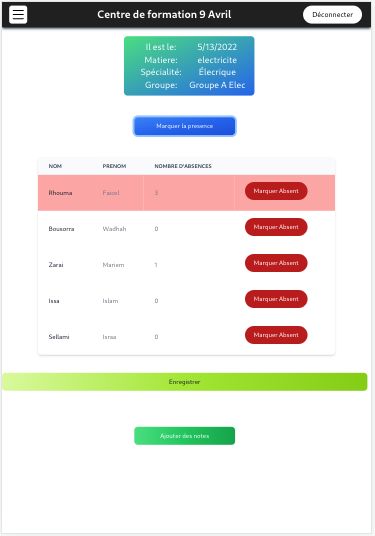 Centre de formation 9 Avril
Déconnecter
Il est le: 5/13/2022
Matiere: electricite
Spécialité: Élecrique
Groupe: Groupe A Elec
Marquer la presence
NOM PRENOM NOMBRE D'ABSENCES
Rhouma Faicel 3 Marquer Absent
Bousorra Wadhah 0 Marquer Absent
Zarai Mariem 1 Marquer Absent
Issa Islam 0 Marquer Absent
Sellami Israa 0 Marquer Absent
Enregistrer
Ajouter des notes